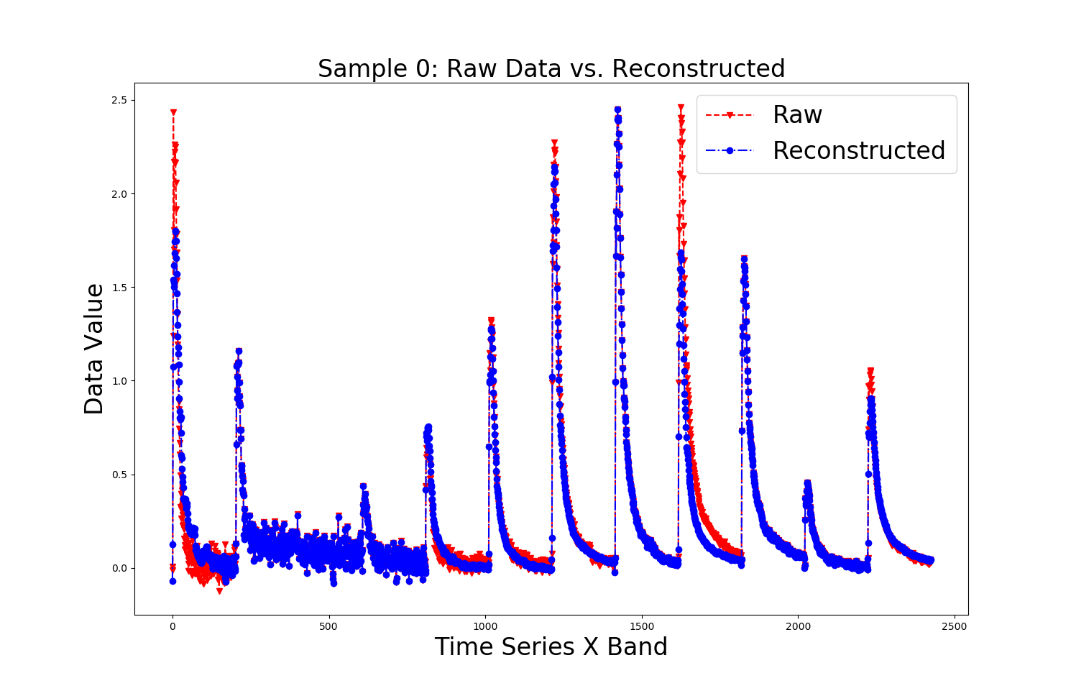 Sample 0: Raw Data vs. Reconstructed
Raw
Reconstructed
Data Value
2.5
2.0
1.5
1.0
0.5
0.0
0 500 1000 1500 2000 2500
Time Series X Band